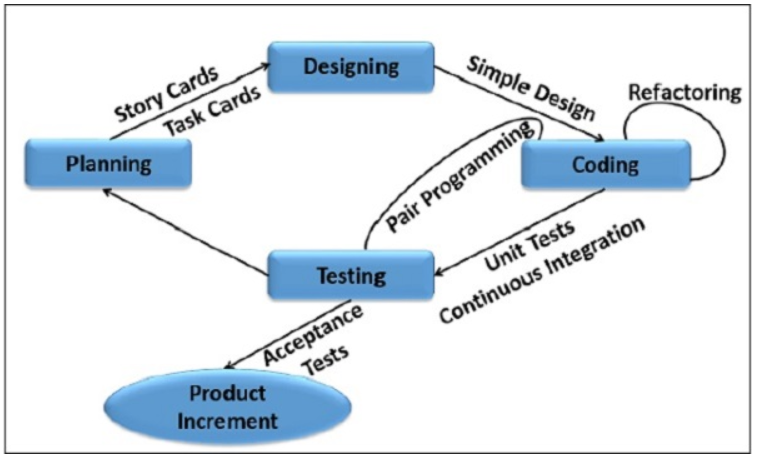 Designing
Story Cards
Task Cards
Simple Design
Refactoring
Planning
Pair Programming
Coding
Unit Tests
Continuous Integration
Testing
Acceptance
Tests
Product
Increment